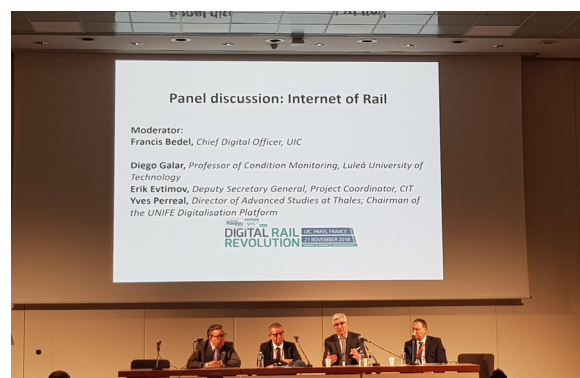 Panel discussion: Internet of Rail
Moderator:
Francis Bedel, Chief Digital Officer, UIC
Diego Galar, Professor of Condition Monitoring, Luleå University of
Technology
Erik Evtimov, Deputy Secretary General, Project Coordinator, CIT
Yves Perreal, Director of Advanced Studies at Thales; Chairman of
the UNIFE Digitalisation Platform
DIGITAL RAIL
REVOLUTION
UIC, PARIS, FRANCE
21 NOVEMBER 2018